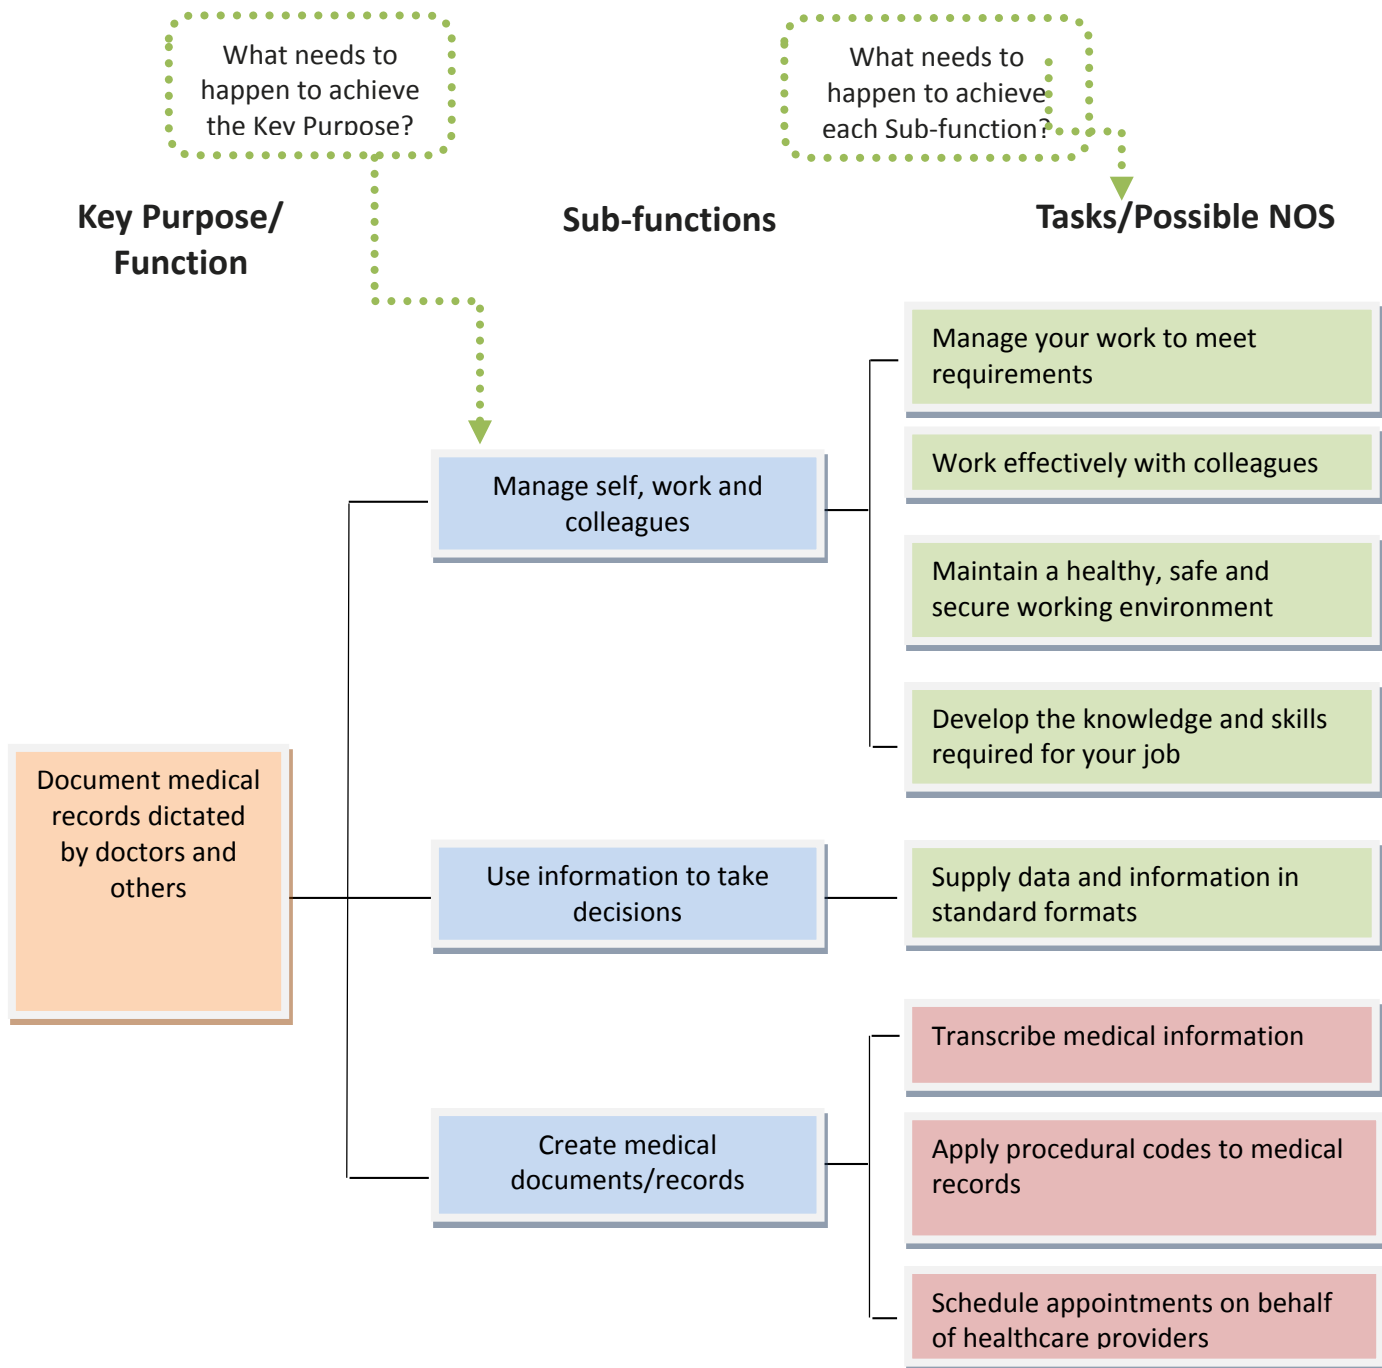 What needs to
happen to achieve
the Key Purpose?
What needs to
happen to achieve
each Sub-function?
Key Purpose/
Function
Sub-functions
Tasks/Possible NOS
Document medical
records dictated
by doctors and
others
Manage self, work and
colleagues
Manage your work to meet
requirements
Work effectively with colleagues
Maintain a healthy, safe and
secure working environment
Develop the knowledge and skills
required for your job
Use information to take
decisions
Supply data and information in
standard formats
Create medical
documents/records
Transcribe medical information
Apply procedural codes to medical
records
Schedule appointments on behalf
of healthcare providers